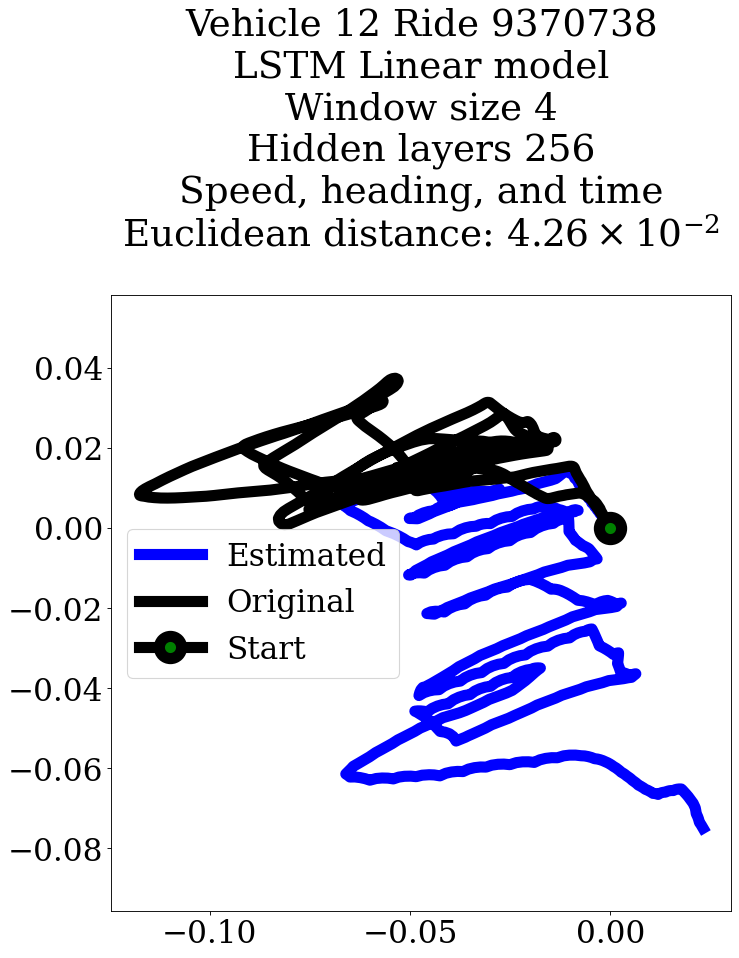 Vehicle 12 Ride 9370738
LSTM Linear model
Window size 4
Hidden layers 256
Speed, heading, and time
Euclidean distance: 4.26 × 10⁻²
0.04
0.02
0.00
−0.02
−0.04
−0.06
−0.08
Estimated
Original
Start
−0.10
−0.05
0.00